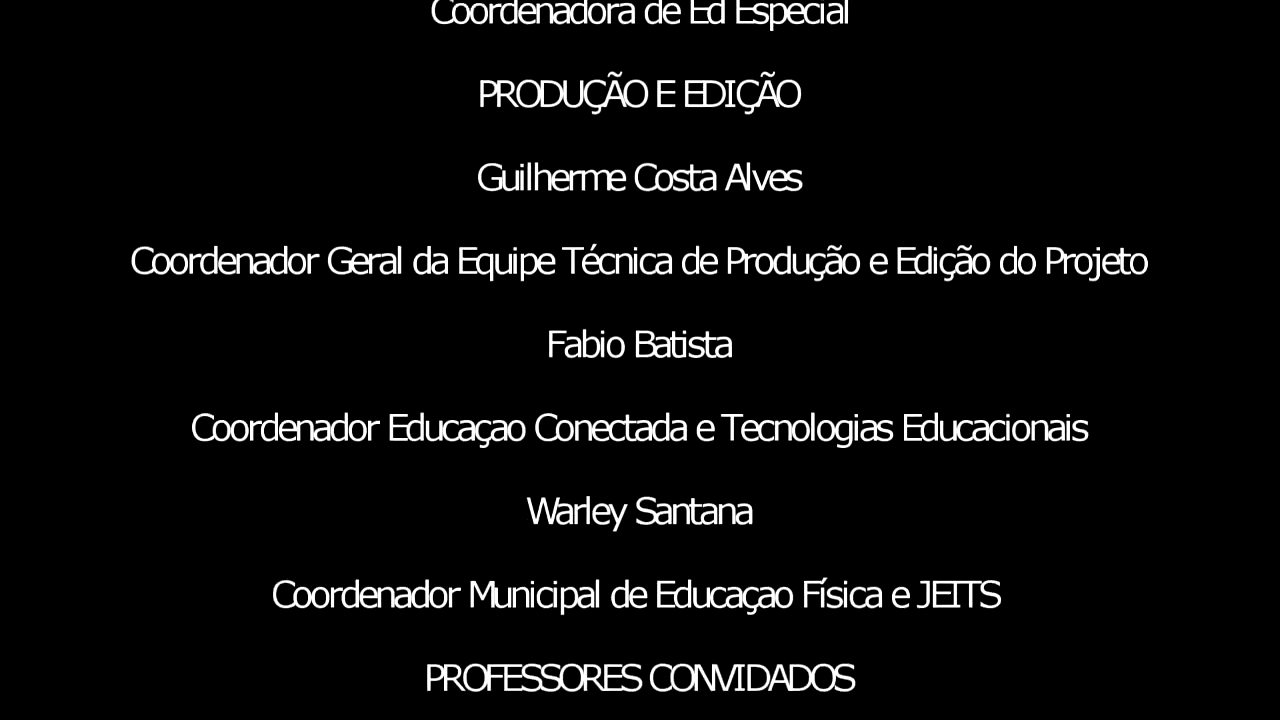 Coordenadora de Ed Especial
PRODUÇÃO E EDIÇÃO
Guilherme Costa Alves
Coordenador Geral da Equipe Técnica de Produção e Edição do Projeto
Fabio Batista
Coordenador Educaçao Conectada e Tecnologias Educacionais
Warley Santana
Coordenador Municipal de Educaçao Física e JEITS
PROFESSORES CONVIDADOS